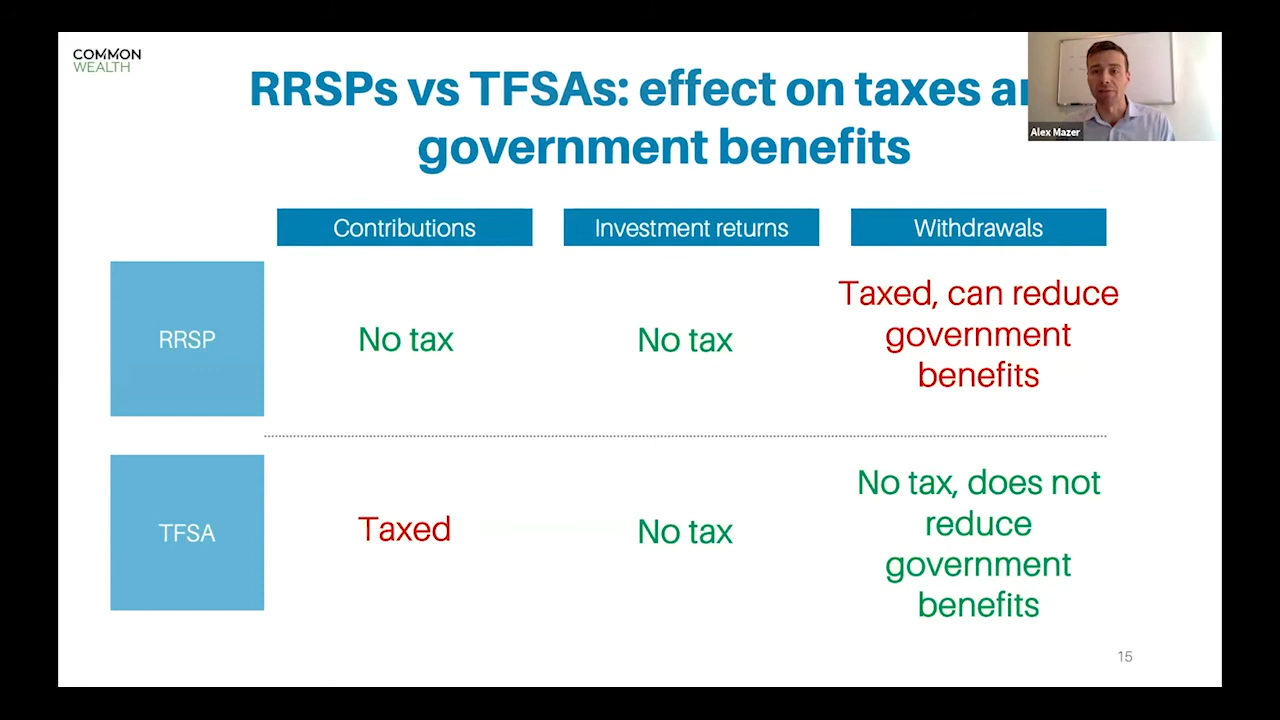 COMMON
WEALTH
RRSPs vs TFSAs: effect on taxes
government benefits
Alex Mazer
Contributions
Investment returns
Withdrawals
RRSP
No tax
No tax
Taxed, can reduce
government
benefits
TFSA
Taxed
No tax
No tax, does not
reduce
government
benefits
15